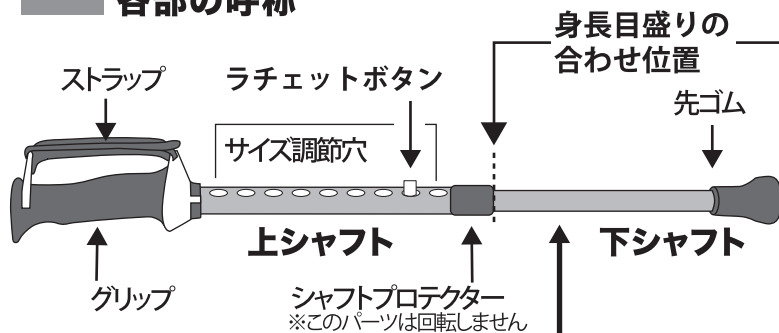 各部の呼称
身長目盛りの
合わせ位置
ストラップ
ラチェットボタン
先ゴム
サイズ調節穴
上シャフト
下シャフト
グリップ
シャフトプロテクター
※このパーツは回転しません